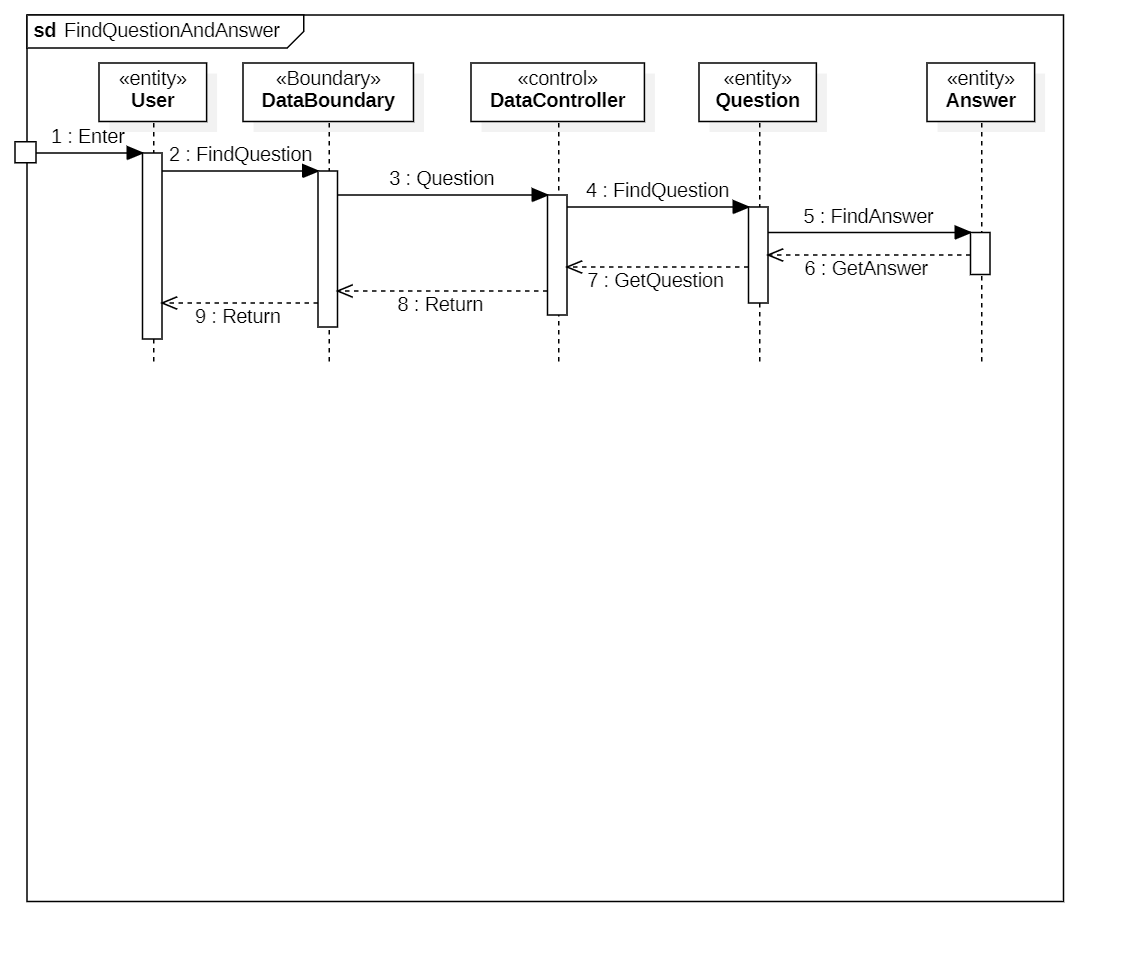 sd FindQuestionAndAnswer
«entity»
User
«Boundary»
DataBoundary
«control»
DataController
«entity»
Question
«entity»
Answer
1 : Enter
2 : FindQuestion
3 : Question
4 : FindQuestion
5 : FindAnswer
6 : GetAnswer
7 : GetQuestion
8 : Return
9 : Return